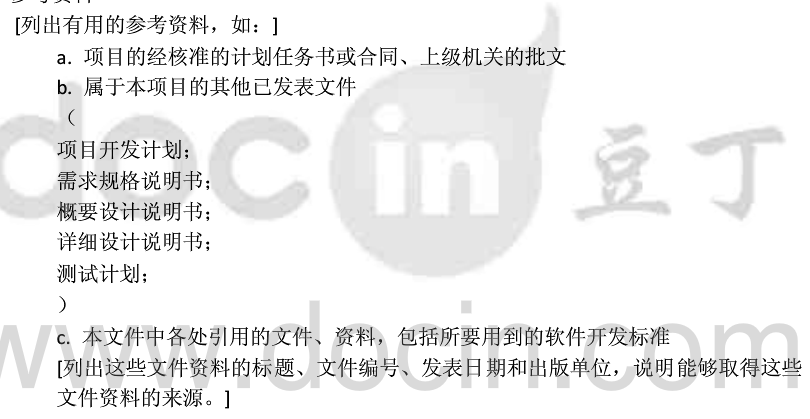 [列出有用的参考资料，如：]
a. 项目的经核准的计划任务书或合同、上级机关的批文
b. 属于本项目的其他已发表文件
（
项目开发计划；
需求规格说明书；
概要设计说明书；
详细设计说明书；
测试计划；
）
c. 本文件中各处引用的文件、资料，包括所要用到的软件开发标准
[列出这些文件资料的标题、文件编号、发表日期和出版单位，说明能够取得这些
文件资料的来源。]
docin 豆丁
www.docin.com